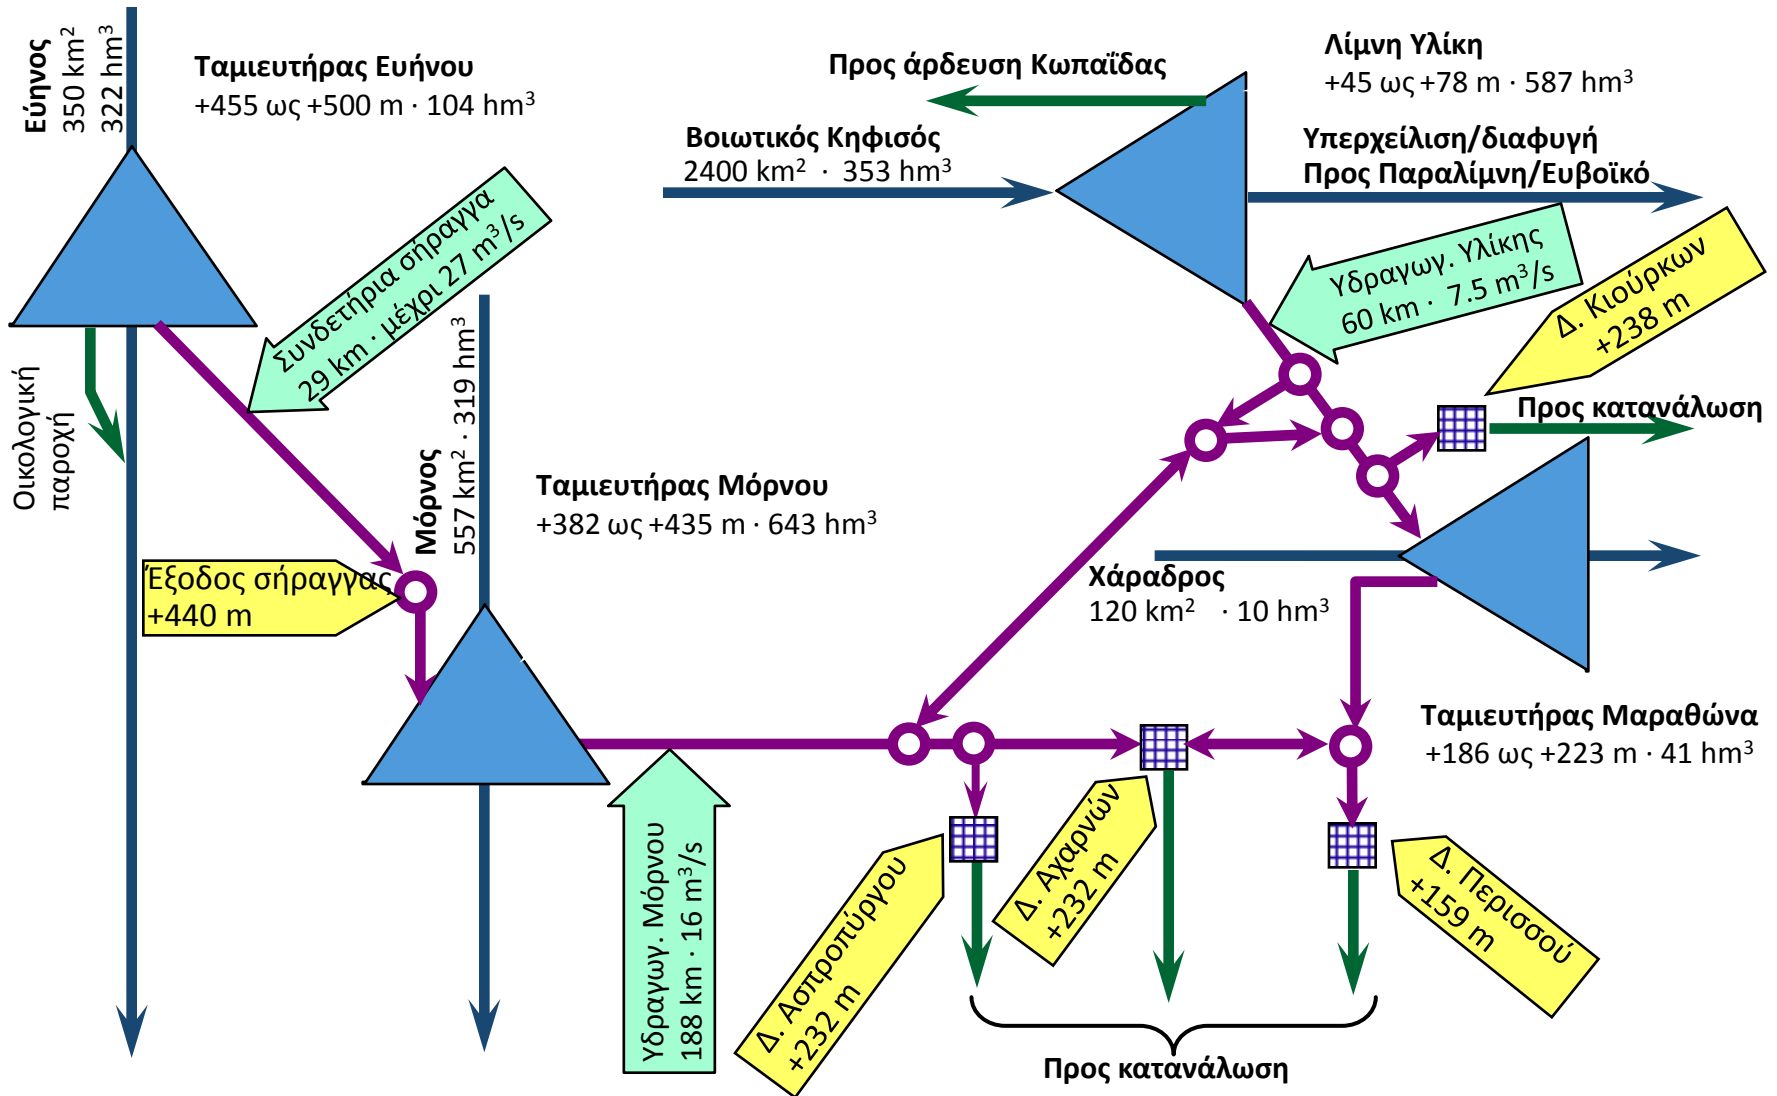 Εύηνος
350 km²
322 hm³
Ταμιευτήρας Ευήνου
+455 ως +500 m · 104 hm³
Συνδετήρια σήραγγα
29 km · μέχρι 27 m³/s
Οικολογική
παροχή
Έξοδος σήραγγας
+440 m
Μόρνος
557 km² · 319 hm³
Ταμιευτήρας Μόρνου
+382 ως +435 m · 643 hm³
Υδραγωγ. Μόρνου
188 km · 16 m³/s
Προς άρδευση Κωπαΐδας
Βοιωτικός Κηφισός
2400 km² · 353 hm³
Λίμνη Υλίκη
+45 ως +78 m · 587 hm³
Υπερχείλιση/διαφυγή
Προς Παραλίμνη/Ευβοϊκό
Υδραγωγ. Υλίκης
60 km · 7.5 m³/s
Δ. Κιούρκων
+238 m
Προς κατανάλωση
Χάραδρος
120 km² · 10 hm³
Ταμιευτήρας Μαραθώνα
+186 ως +223 m · 41 hm³
Δ. Ασπροπύργου
+232 m
Δ. Αχαρνών
+232 m
Δ. Περισσού
+159 m
Προς κατανάλωση